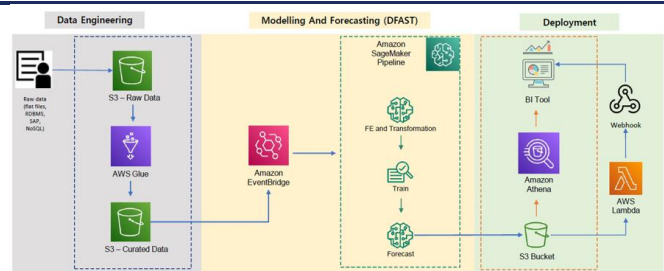 Data Engineering
Modelling And Forecasting (DFAST)
Deployment
Raw data
(flat files,
RDBMS,
SAP,
NoSQL)
S3 – Raw Data
AWS Glue
S3 – Curated Data
Amazon
EventBridge
Amazon
SageMaker
Pipeline
FE and Transformation
Train
Forecast
BI Tool
Amazon
Athena
S3 Bucket
Webhook
AWS
Lambda